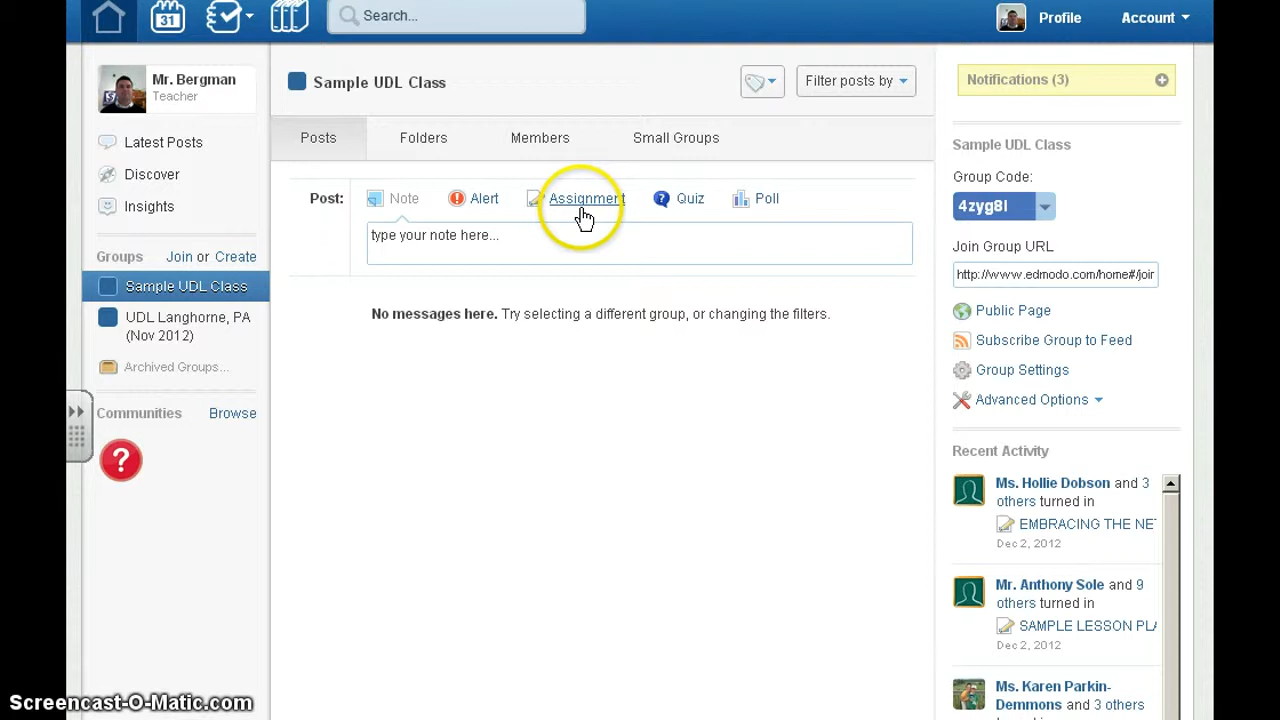 31
Search...
Profile
Account
Mr. Bergman
Teacher
Latest Posts
Discover
Insights
Groups Join or Create
Sample UDL Class
UDL Langhorne, PA
(Nov 2012)
Archived Groups...
Communities Browse
?
Sample UDL Class
Filter posts by
Posts Folders Members Small Groups
Post: Note Alert Assignment Quiz Poll
type your note here...
No messages here. Try selecting a different group, or changing the filters.
Notifications (3)
Sample UDL Class
Group Code:
4zyg8l
Join Group URL
http://www.edmodo.com/home#/joir
Public Page
Subscribe Group to Feed
Group Settings
Advanced Options
Recent Activity
Ms. Hollie Dobson and 3
others turned in
EMBRACING THE NE
Dec 2, 2012
Mr. Anthony Sole and 9
others turned in
SAMPLE LESSON PL
Dec 2, 2012
Ms. Karen Parkin-
Demmons and 3 others
Screencast-O-Matic.com